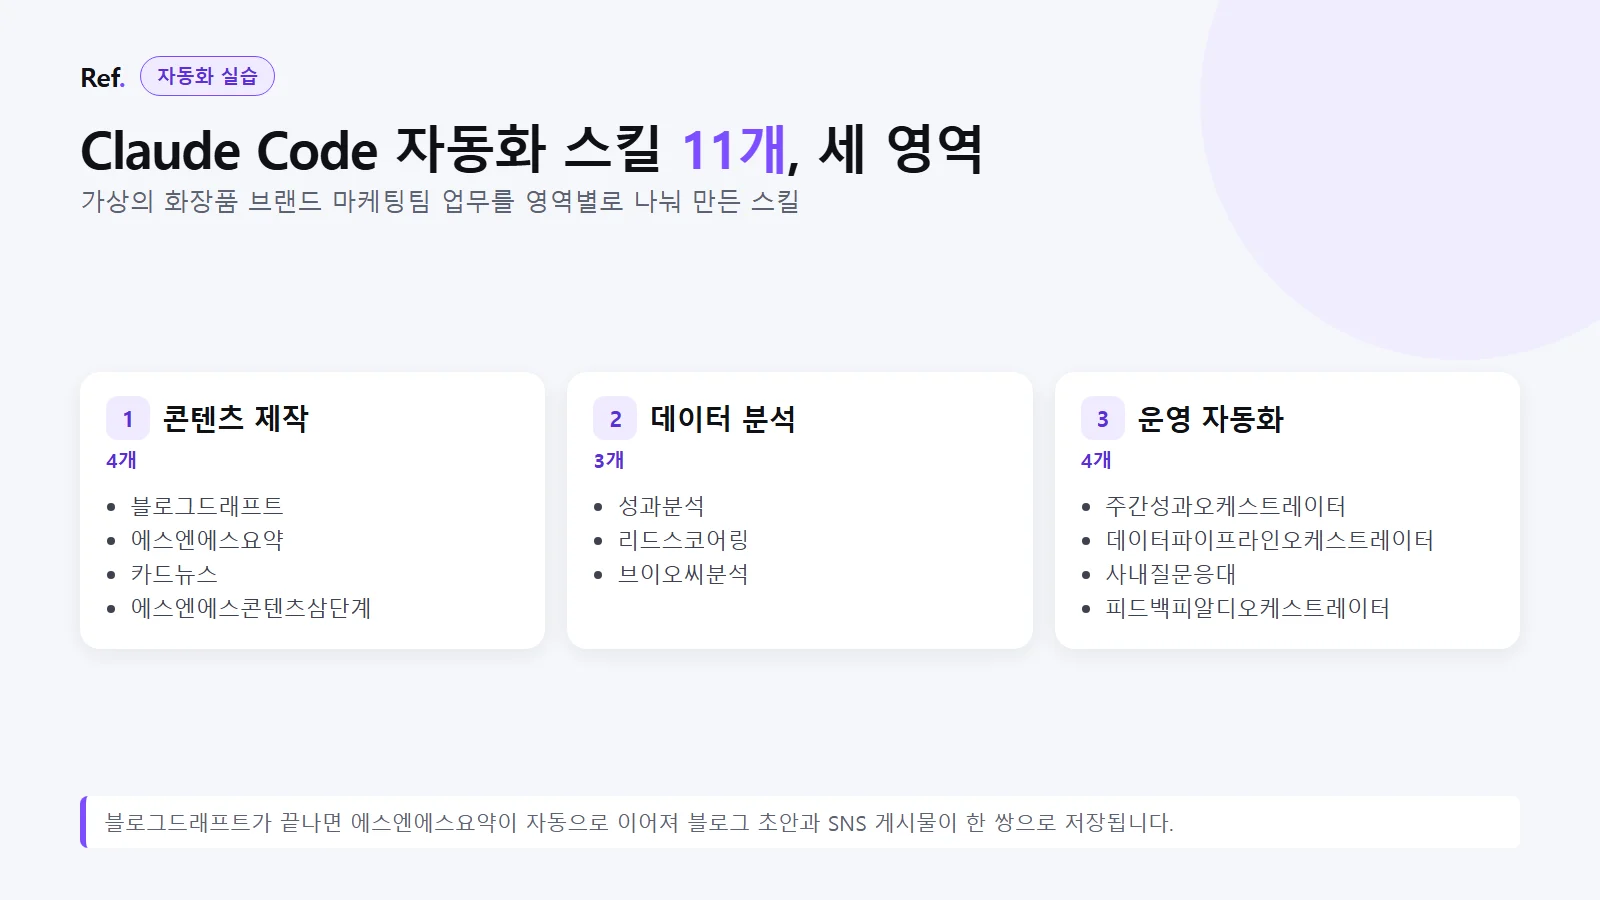 Ref. 자동화 실습
Claude Code 자동화 스킬 11개, 세 영역
가상의 화장품 브랜드 마케팅팀 업무를 영역별로 나눠 만든 스킬
1 콘텐츠 제작
4개
• 블로그드래프트
• 에스엔에스요약
• 카드뉴스
• 에스엔에스콘텐츠삼단계
2 데이터 분석
3개
• 성과분석
• 리드스코어링
• 브이오씨분석
3 운영 자동화
4개
• 주간성과오케스트레이터
• 데이터파이프라인오케스트레이터
• 사내질문응대
• 피드백피알디오케스트레이터
블로그드래프트가 끝나면 에스엔에스요약이 자동으로 이어져 블로그 초안과 SNS 게시물이 한 쌍으로 저장됩니다.